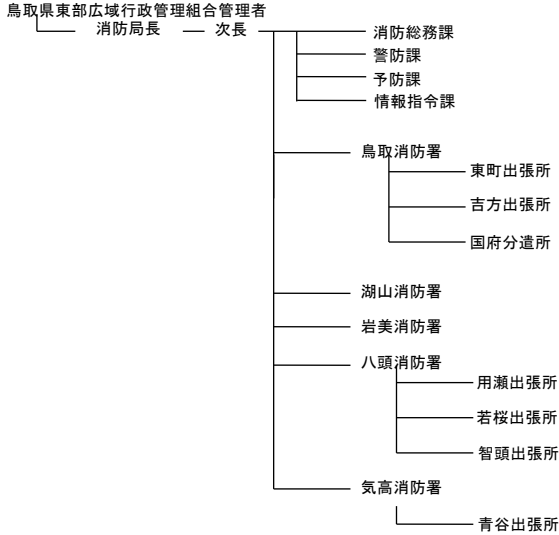 鳥取県東部広域行政管理組合管理者
消防局長 次長 消防総務課
警防課
予防課
情報指令課
鳥取消防署
東町出張所
吉方出張所
国府分遣所
湖山消防署
岩美消防署
八頭消防署
用瀬出張所
若桜出張所
智頭出張所
気高消防署
青谷出張所